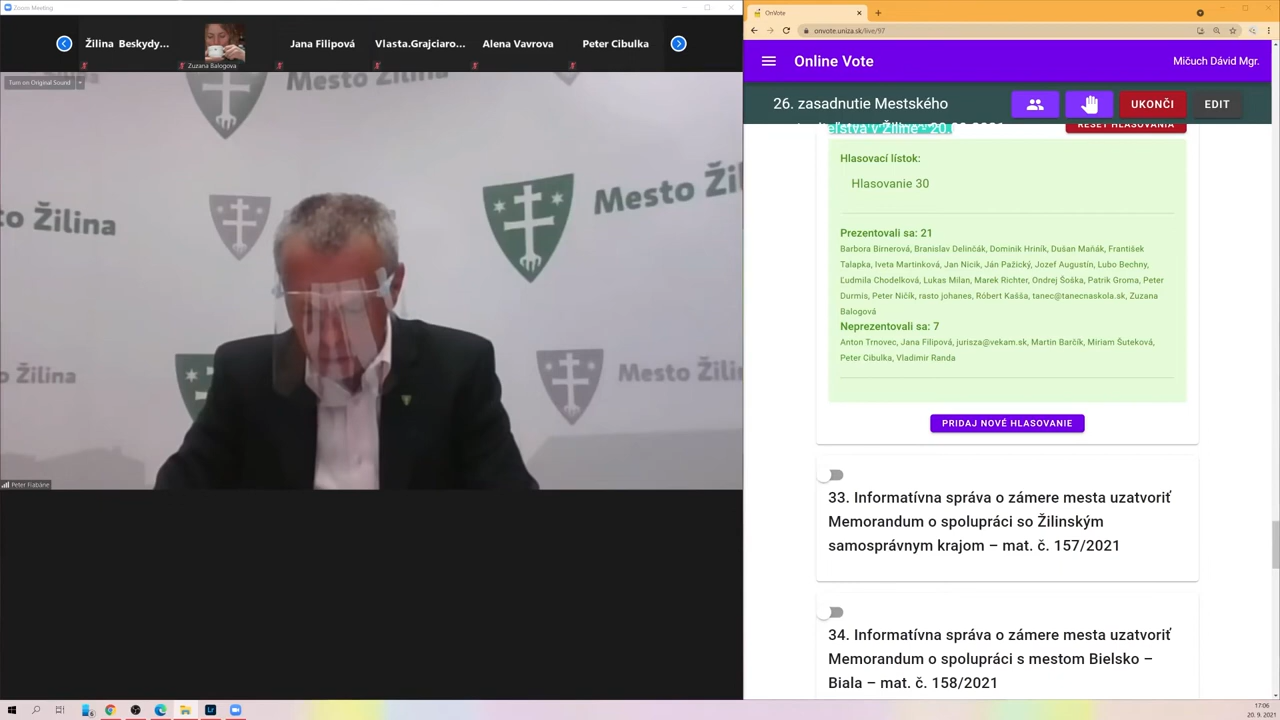 Zoom Meeting
Žilina Beskydy...
Zuzana Balogova
Jana Filipová
Vlasta.Grajciaro...
Alena Vavrova
Peter Cibulka
Turn on Original Sound
Mesto Žilina
Mesto Žil
to Žilina
to Žilina
Mesto Žilin
Peter Fiabáne
OnVote
onvote.uniza.sk/live/97
Online Vote
Mičuch Dávid Mgr.
26. zasadnutie Mestského
UKONČI
EDIT
RESET HLASOVANIA
Hlasovací lístok:
Hlasovanie 30
Prezentovali sa: 21
Barbora Birnerová, Branislav Delinčák, Dominik Hriník, Dušan Maňák, František
Talapka, Iveta Martinková, Jan Nicik, Ján Pažický, Jozef Augustín, Lubo Bechny,
Ľudmila Chodelková, Lukas Milan, Marek Richter, Ondrej Šoška, Patrik Groma, Peter
Durmis, Peter Ničík, rasto johanes, Róbert Kašša, tanec@tanecnaskola.sk, Zuzana
Balogová
Neprezentovali sa: 7
Anton Trnovec, Jana Filipová, jurisza@vekam.sk, Martin Barčík, Miriam Šuteková,
Peter Cibulka, Vladimir Randa
PRIDAJ NOVÉ HLASOVANIE
33. Informatívna správa o zámere mesta uzatvoriť
Memorandum o spolupráci so Žilinským
samosprávnym krajom – mat. č. 157/2021
34. Informatívna správa o zámere mesta uzatvoriť
Memorandum o spolupráci s mestom Bielsko –
Biala – mat. č. 158/2021
17:06
20. 9. 2021